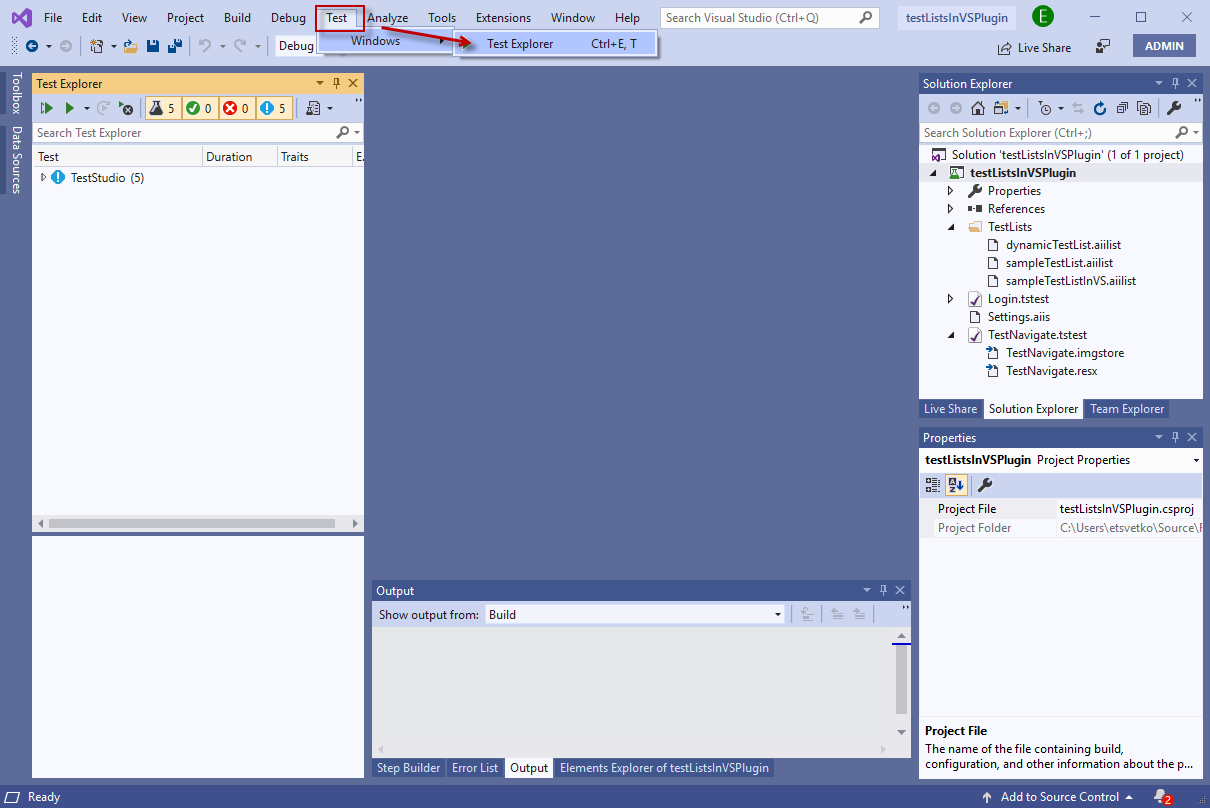 File Edit View Project Build Debug Test Analyze Tools Extensions Window Help Search Visual Studio (Ctrl+Q) testListsInVSPlugin E
Debug Windows Test Explorer Ctrl+E, T Live Share ADMIN
Toolbox
Data Sources
Test Explorer
5 0 0 5
Search Test Explorer
Test Duration Traits E.
TestStudio (5)
Output
Show output from: Build
Step Builder Error List Output Elements Explorer of testListsInVSPlugin
Solution Explorer
Search Solution Explorer (Ctrl+;)
Solution 'testListsInVSPlugin' (1 of 1 project)
testListsInVSPlugin
Properties
References
TestLists
dynamicTestList.aiilist
sampleTestList.aiilist
sampleTestListInVS.aiilist
Login.tstest
Settings.aiis
TestNavigate.tstest
TestNavigate.imgstore
TestNavigate.resx
Live Share Solution Explorer Team Explorer
Properties
testListsInVSPlugin Project Properties
Project File testListsInVSPlugin.csproj
Project Folder C:\Users\etsvetko\Source\
Project File
The name of the file containing build,
configuration, and other information about the p...
Ready Add to Source Control 2